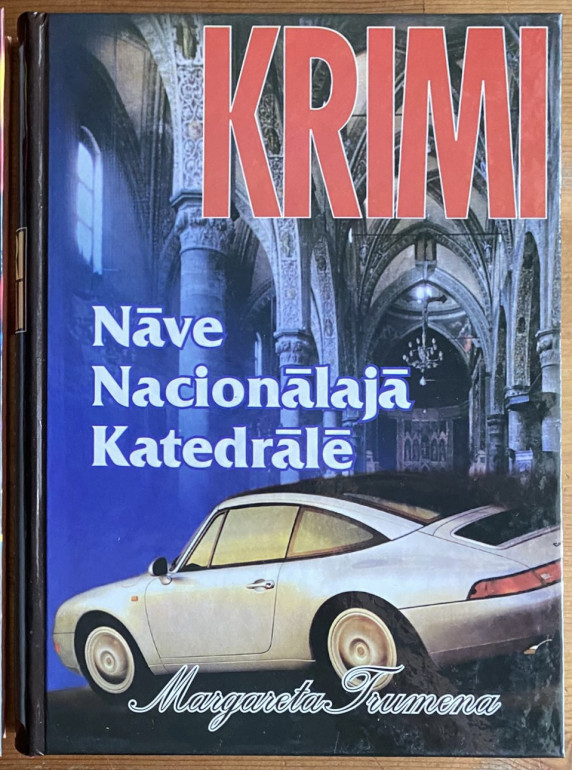 KRIMI
Nāve
Nacionālajā
Katedrālē
Margareta Trumena